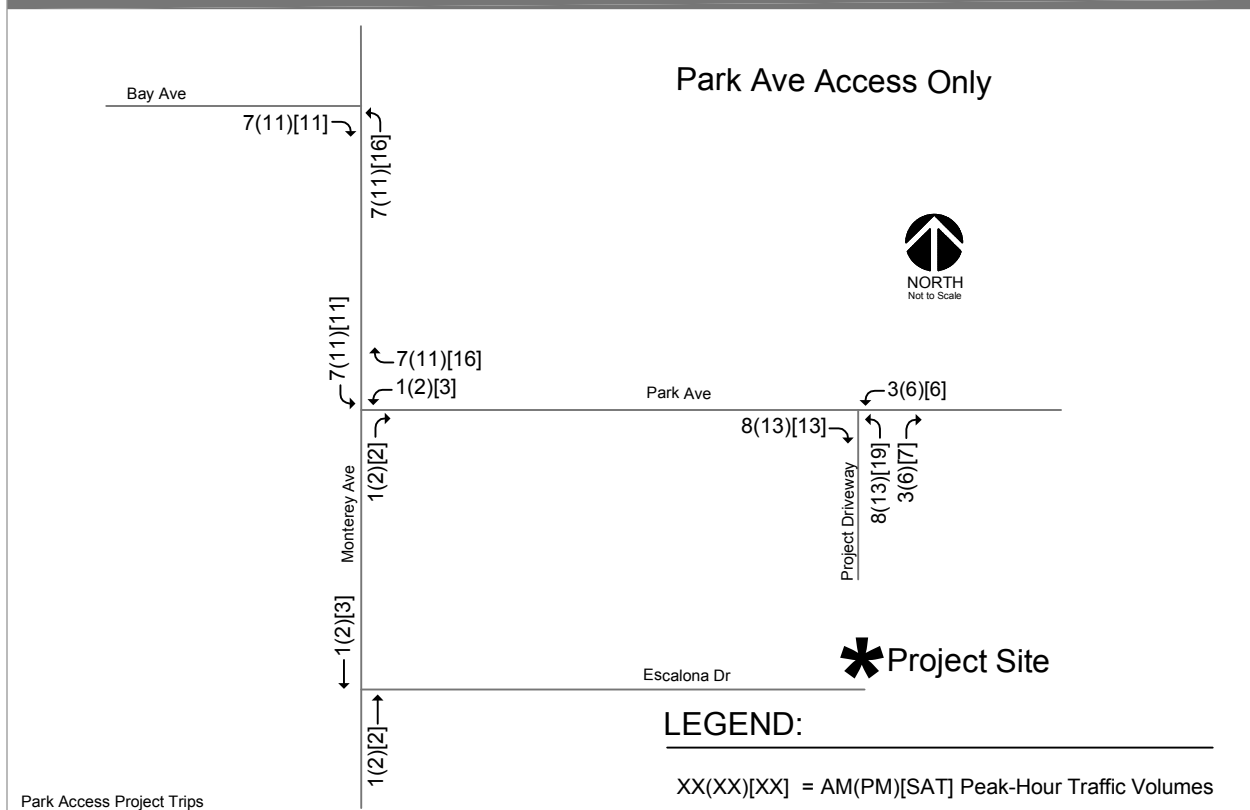 Park Ave Access Only
Bay Ave
7(11)[11]
7(11)[16]
NORTH
Not to Scale
7(11)[11]
7(11)[16]
1(2)[3]
Park Ave
3(6)[6]
8(13)[13]
1(2)[2]
8(13)[19]
3(6)[7]
Monterey Ave
Project Driveway
1(2)[3]
Project Site
Escalona Dr
LEGEND:
1(2)[2]
XX(XX)[XX] = AM(PM)[SAT] Peak-Hour Traffic Volumes
Park Access Project Trips